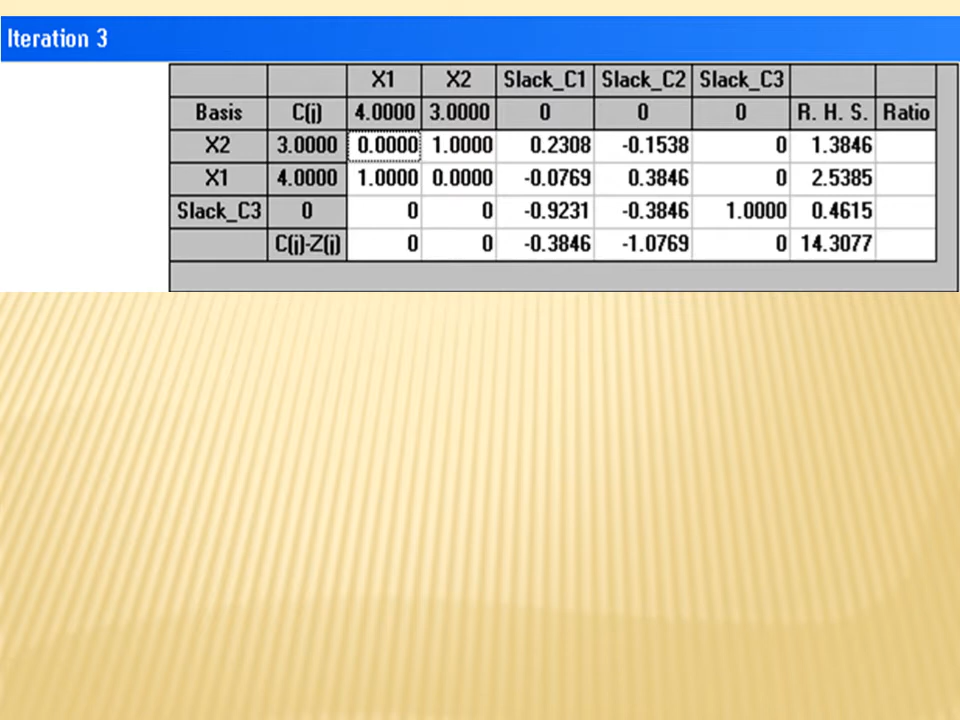 Iteration 3
X1 X2 Slack_C1 Slack_C2 Slack_C3
Basis C(j) 4.0000 3.0000 0 0 0 R. H. S. Ratio
X2 3.0000 0.0000 1.0000 0.2308 -0.1538 0 1.3846
X1 4.0000 1.0000 0.0000 -0.0769 0.3846 0 2.5385
Slack_C3 0 0 0 -0.9231 -0.3846 1.0000 0.4615
C(j)-Z(j) 0 0 -0.3846 -1.0769 0 14.3077